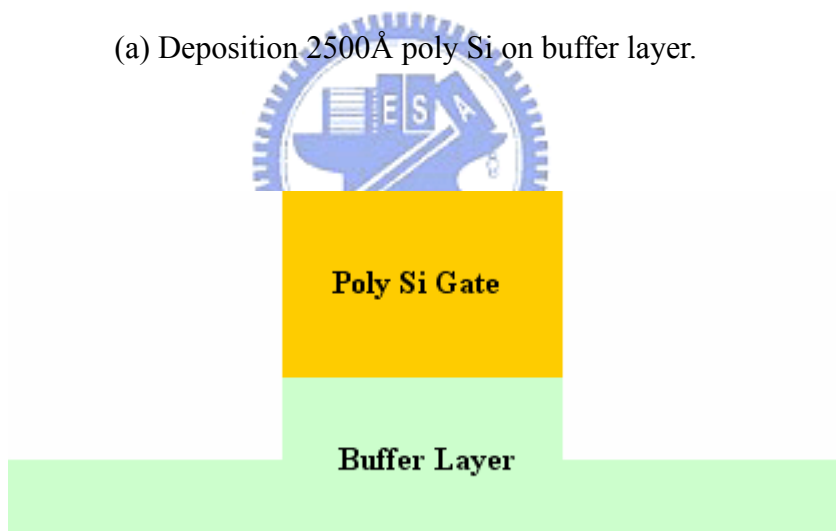 (a) Deposition 2500Å poly Si on buffer layer.
E S A
Poly Si Gate
Buffer Layer